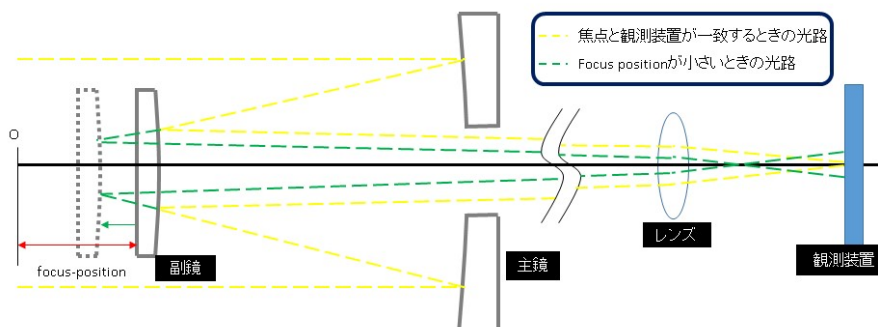 焦点と観測装置が一致するときの光路
Focus positionが小さいときの光路
O
focus-position
副鏡
主鏡
レンズ
観測装置